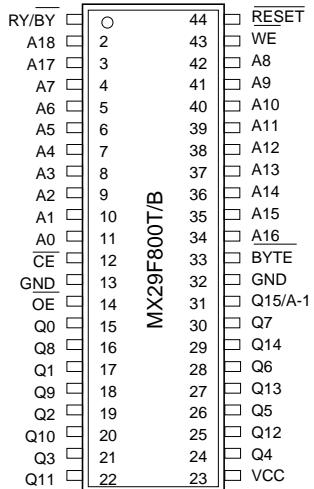 RY/BY 44 RESET
A18 2 43 WE
A17 3 42 A8
A7 4 41 A9
A6 5 40 A10
A5 6 39 A11
A4 7 38 A12
A3 8 37 A13
A2 9 36 A14
A1 10 35 A15
A0 11 34 A16
CE 12 33 BYTE
GND 13 32 GND
OE 14 31 Q15/A-1
Q0 15 30 Q7
Q8 16 29 Q14
Q1 17 28 Q6
Q9 18 27 Q13
Q2 19 26 Q5
Q10 20 25 Q12
Q3 21 24 Q4
Q11 22 23 VCC
MX29F800T/B